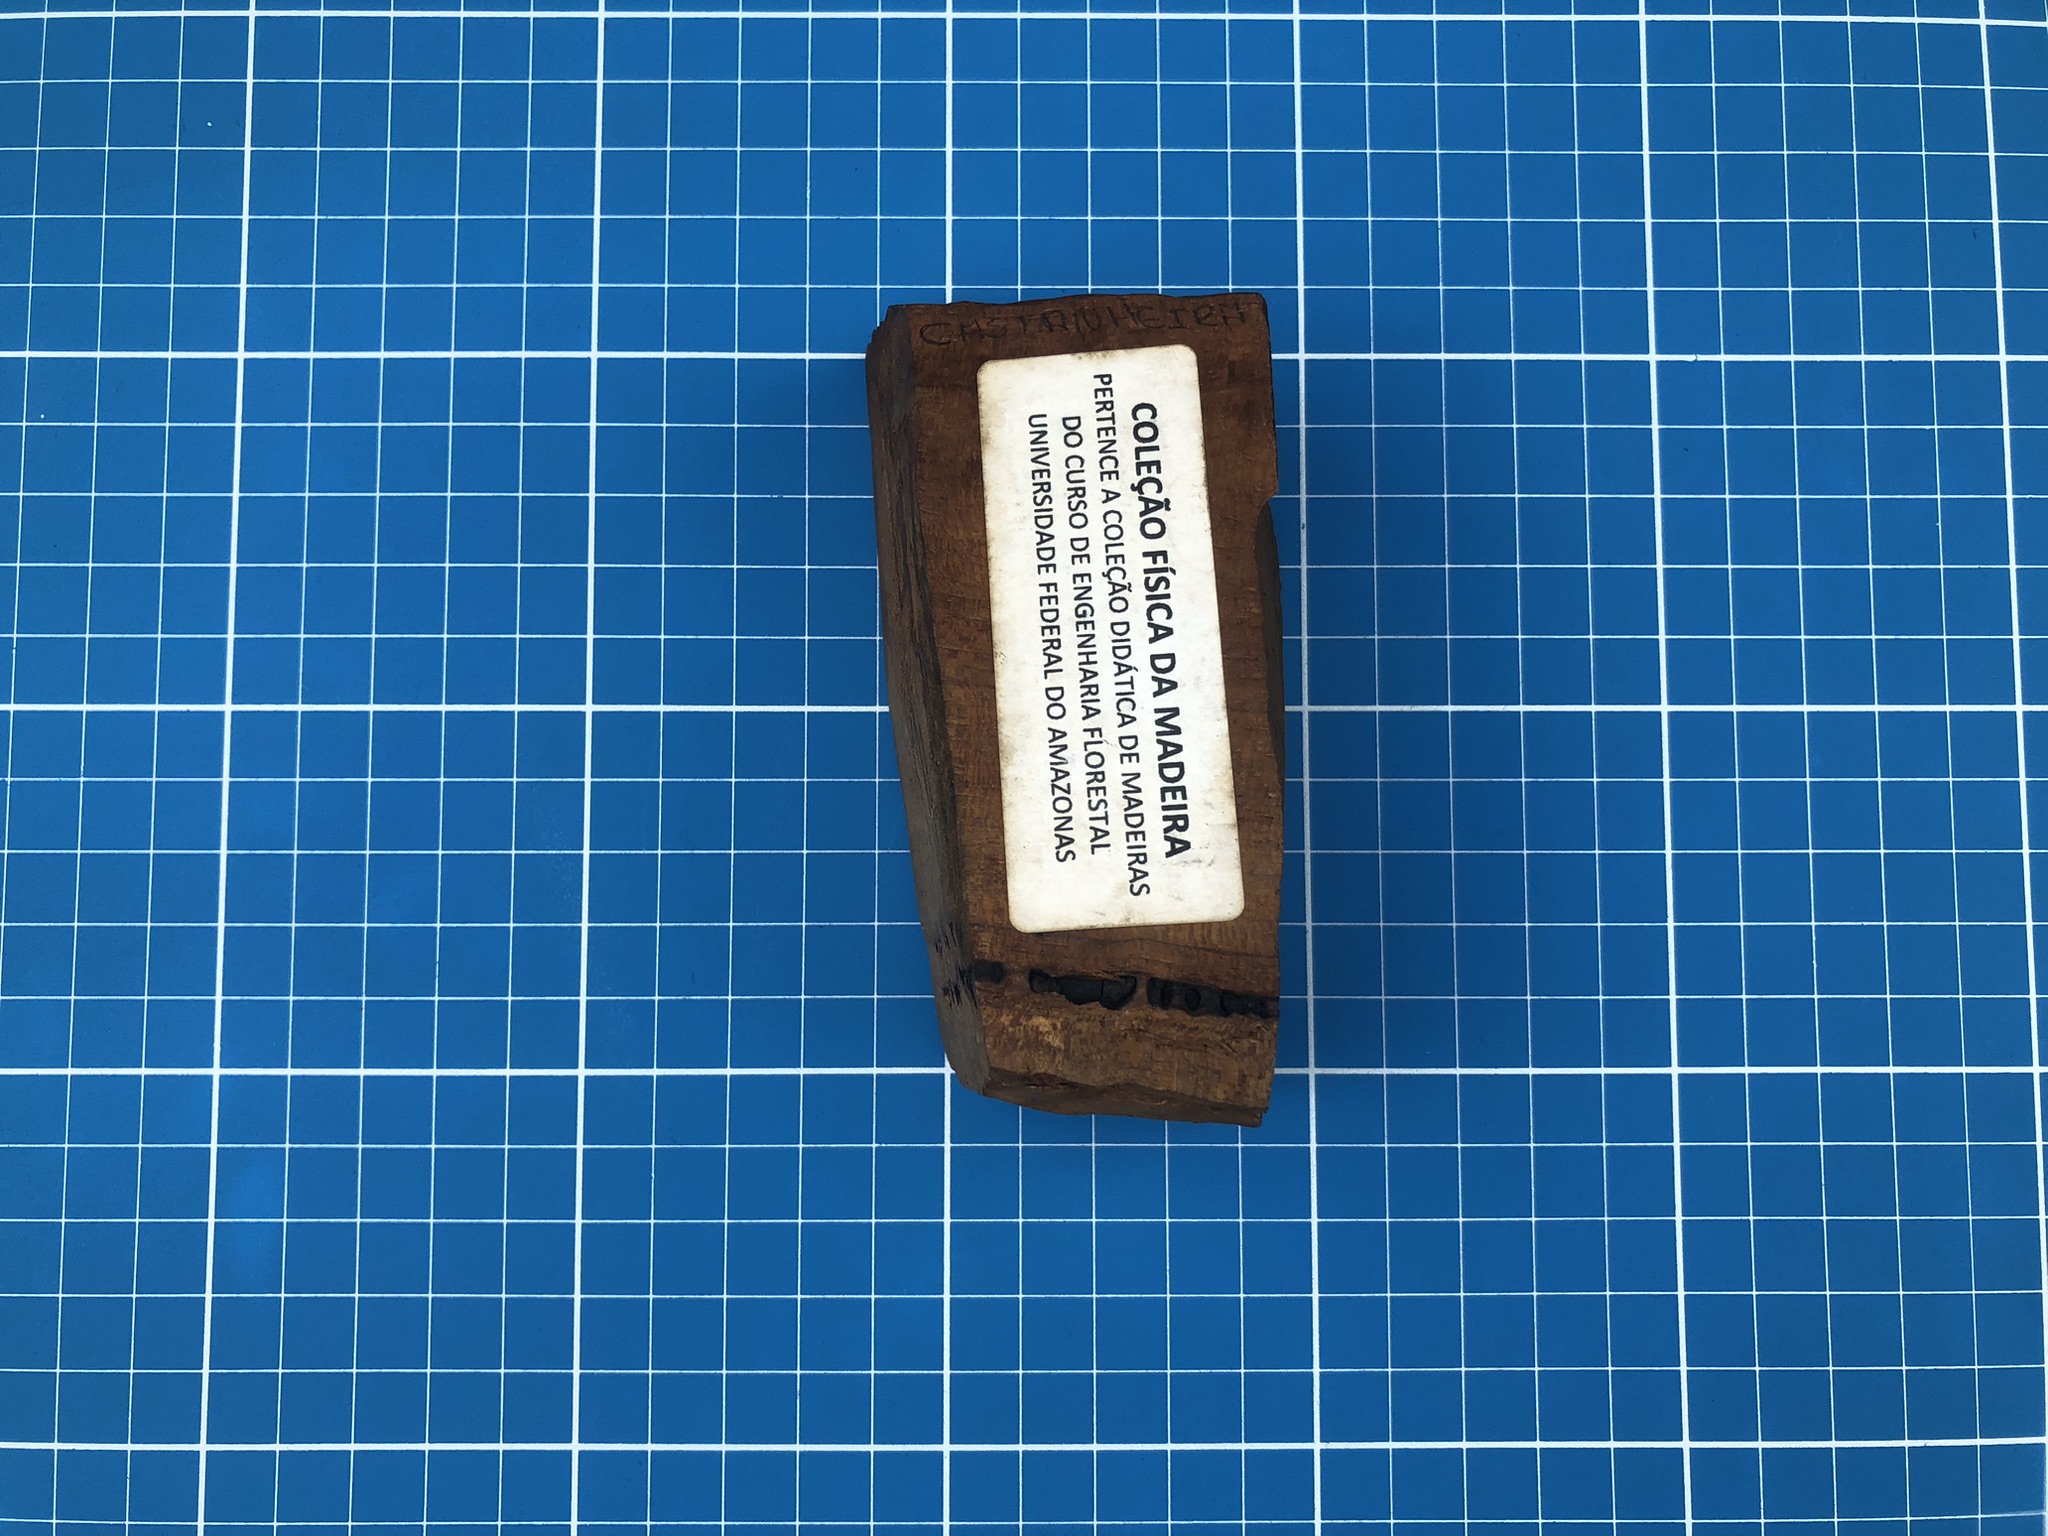 CASTANHEIRA
COLEÇÃO FÍSICA DA MADEIRA
PERTENCE A COLEÇÃO DIDÁTICA DE MADEIRAS
DO CURSO DE ENGENHARIA FLORESTAL
UNIVERSIDADE FEDERAL DO AMAZONAS